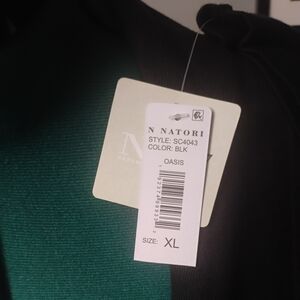 N NATORI
STYLE: SC4043
COLOR: BLK
OASIS
SIZE: XL
N